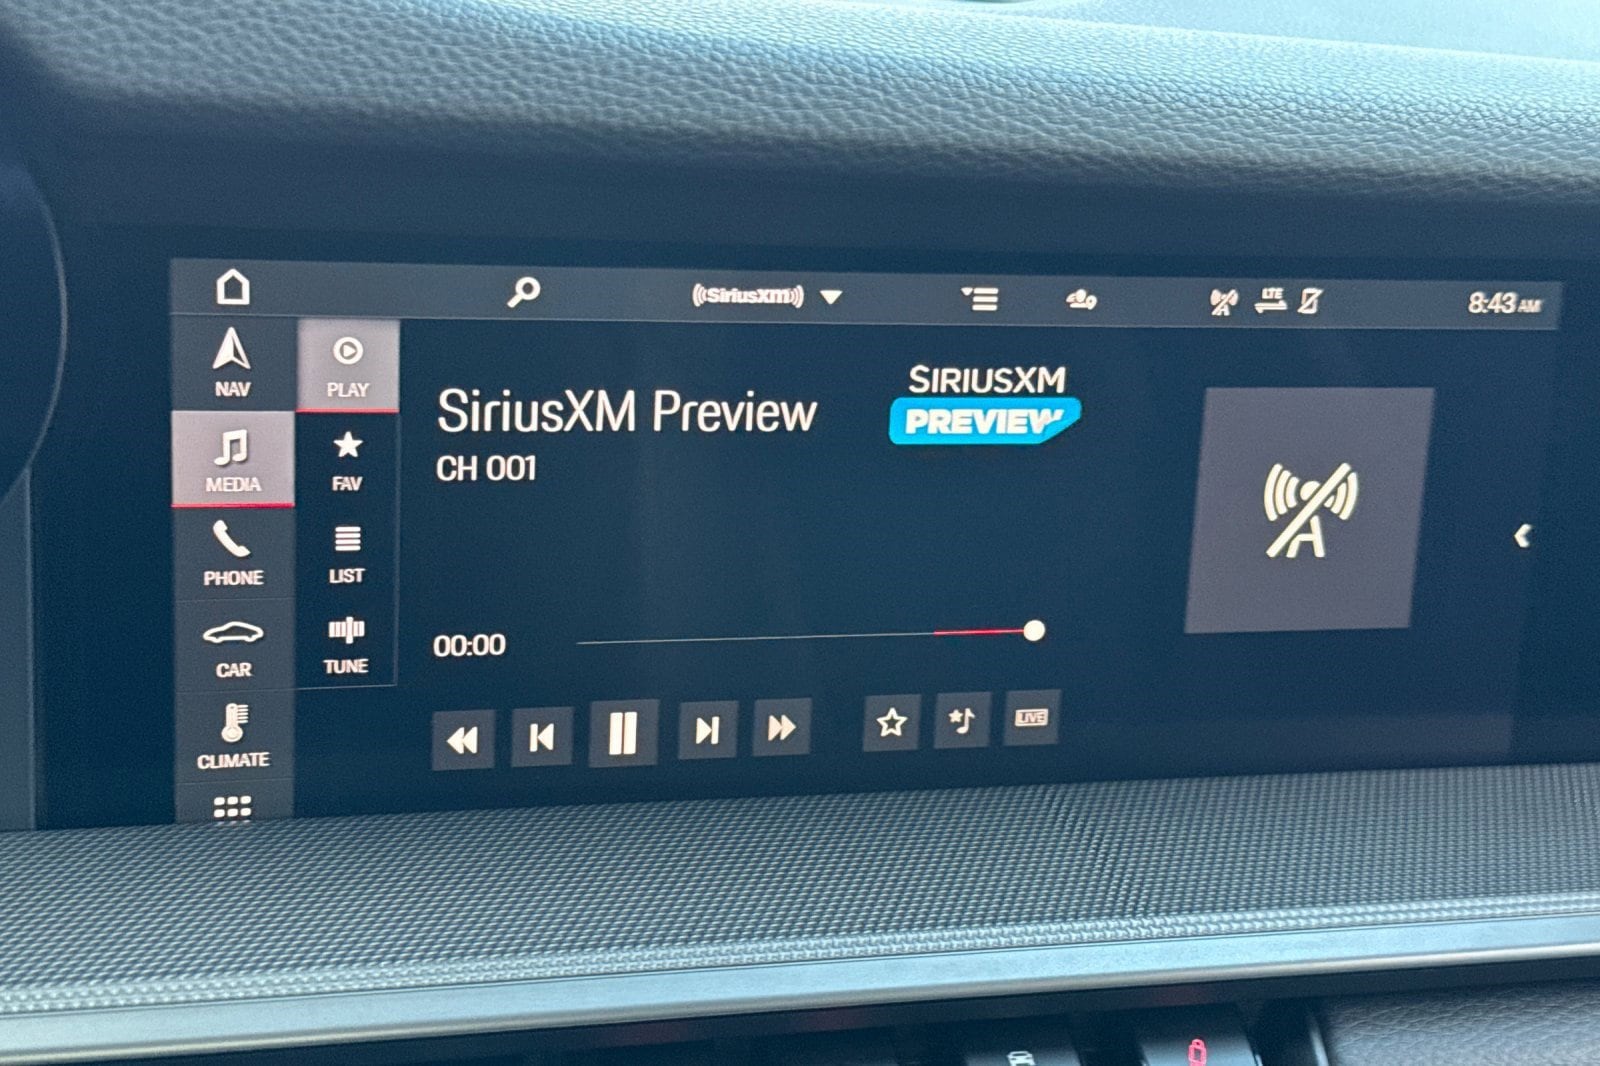 ((SiriusXM))
LTE
8:43 AM
NAV
PLAY
MEDIA
FAV
PHONE
LIST
CAR
TUNE
CLIMATE
SiriusXM Preview
CH 001
SIRIUSXM
PREVIEW
00:00
LIVE